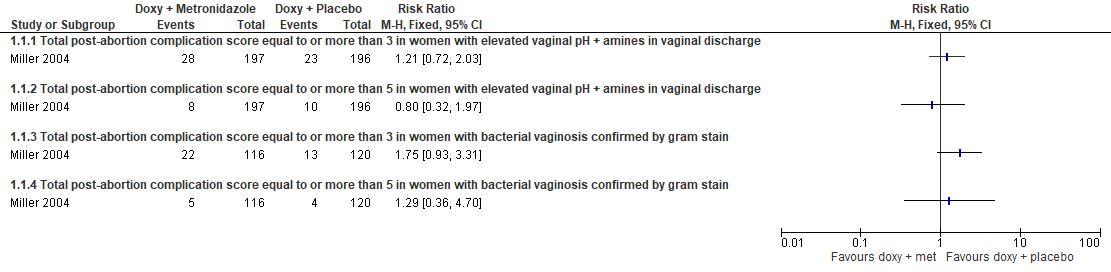 Doxy + Metronidazole Doxy + Placebo Risk Ratio Risk Ratio
Study or Subgroup Events Total Events Total M-H, Fixed, 95% CI M-H, Fixed, 95% CI
1.1.1 Total post-abortion complication score equal to or more than 3 in women with elevated vaginal pH + amines in vaginal discharge
Miller 2004 28 197 23 196 1.21 [0.72, 2.03]
1.1.2 Total post-abortion complication score equal to or more than 5 in women with elevated vaginal pH + amines in vaginal discharge
Miller 2004 8 197 10 196 0.80 [0.32, 1.97]
1.1.3 Total post-abortion complication score equal to or more than 3 in women with bacterial vaginosis confirmed by gram stain
Miller 2004 22 116 13 120 1.75 [0.93, 3.31]
1.1.4 Total post-abortion complication score equal to or more than 5 in women with bacterial vaginosis confirmed by gram stain
Miller 2004 5 116 4 120 1.29 [0.36, 4.70]
0.01 0.1 1 10 100
Favours doxy + met Favours doxy + placebo